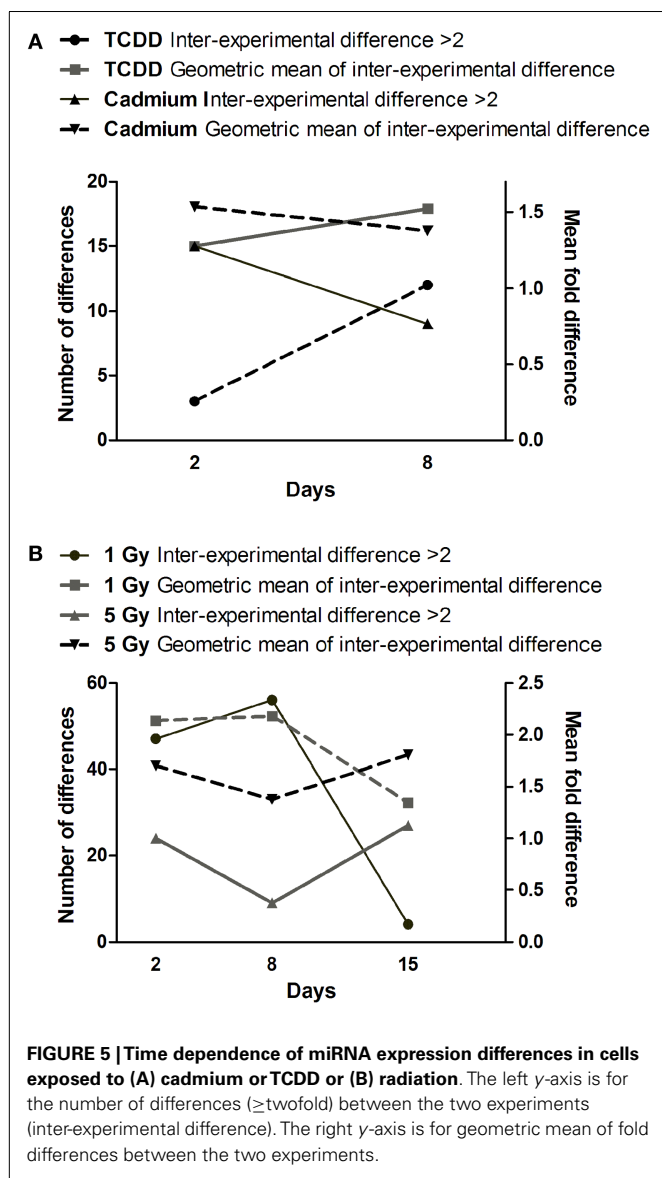 A
TCDD Inter-experimental difference >2
TCDD Geometric mean of inter-experimental difference
Cadmium Inter-experimental difference >2
Cadmium Geometric mean of inter-experimental difference
20
15
10
5
0
Number of differences
1.5
1.0
0.5
0.0
Mean fold difference
2 8
Days
B
1 Gy Inter-experimental difference >2
1 Gy Geometric mean of inter-experimental difference
5 Gy Inter-experimental difference >2
5 Gy Geometric mean of inter-experimental difference
60
40
20
0
Number of differences
2.5
2.0
1.5
1.0
0.5
0.0
Mean fold difference
2 8 15
Days
FIGURE 5 | Time dependence of miRNA expression differences in cells
exposed to (A) cadmium or TCDD or (B) radiation. The left y-axis is for
the number of differences (≥twofold) between the two experiments
(inter-experimental difference). The right y-axis is for geometric mean of fold
differences between the two experiments.